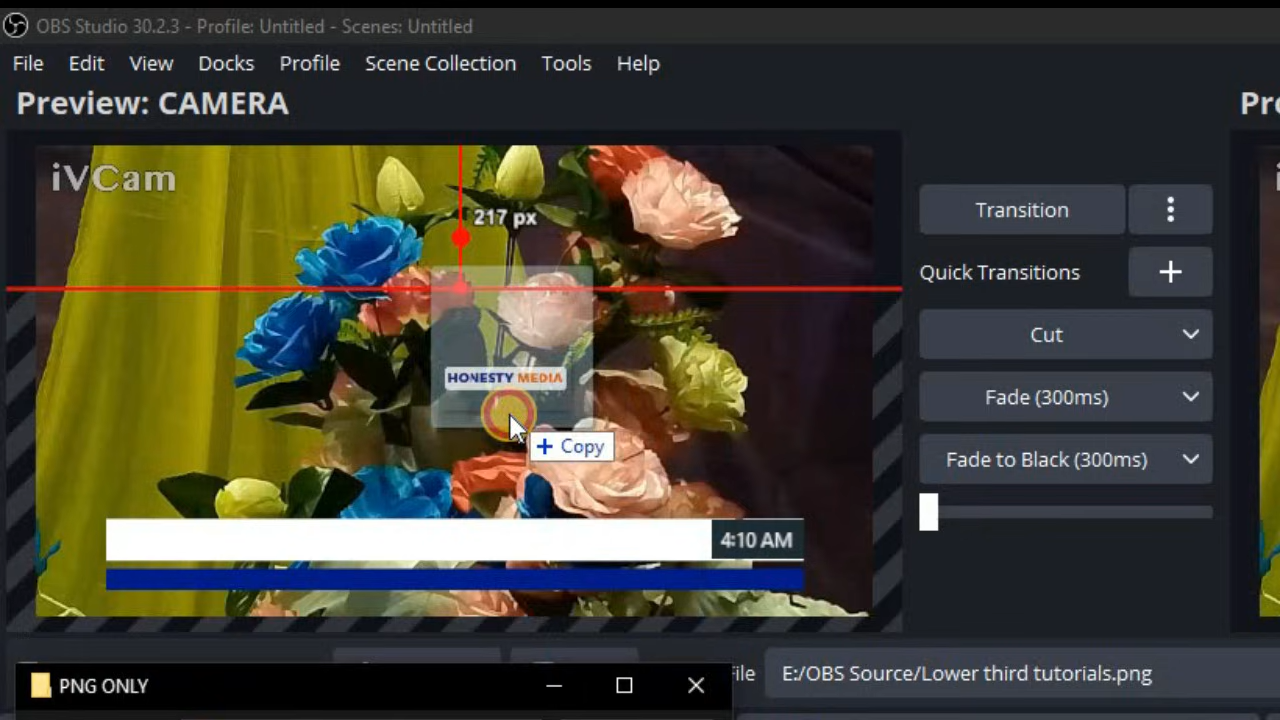 OBS Studio 30.2.3 - Profile: Untitled - Scenes: Untitled
File Edit View Docks Profile Scene Collection Tools Help
Preview: CAMERA
iVCam
217 px
HONESTY MEDIA
+ Copy
4:10 AM
Transition
Quick Transitions
Cut
Fade (300ms)
Fade to Black (300ms)
PNG ONLY
E:/OBS Source/Lower third tutorials.png